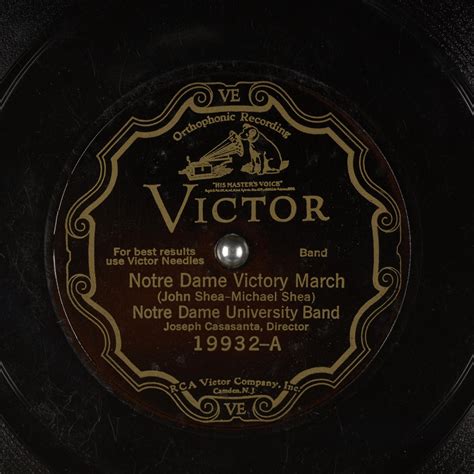 VE
Orthophonic Recording
"HIS MASTER'S VOICE"
VICTOR
For best results
use Victor Needles
Band
Notre Dame Victory March
(John Shea-Michael Shea)
Notre Dame University Band
Joseph Casasanta, Director
19932-A
RCA Victor Company, Inc.
Camden, N.J.
VE